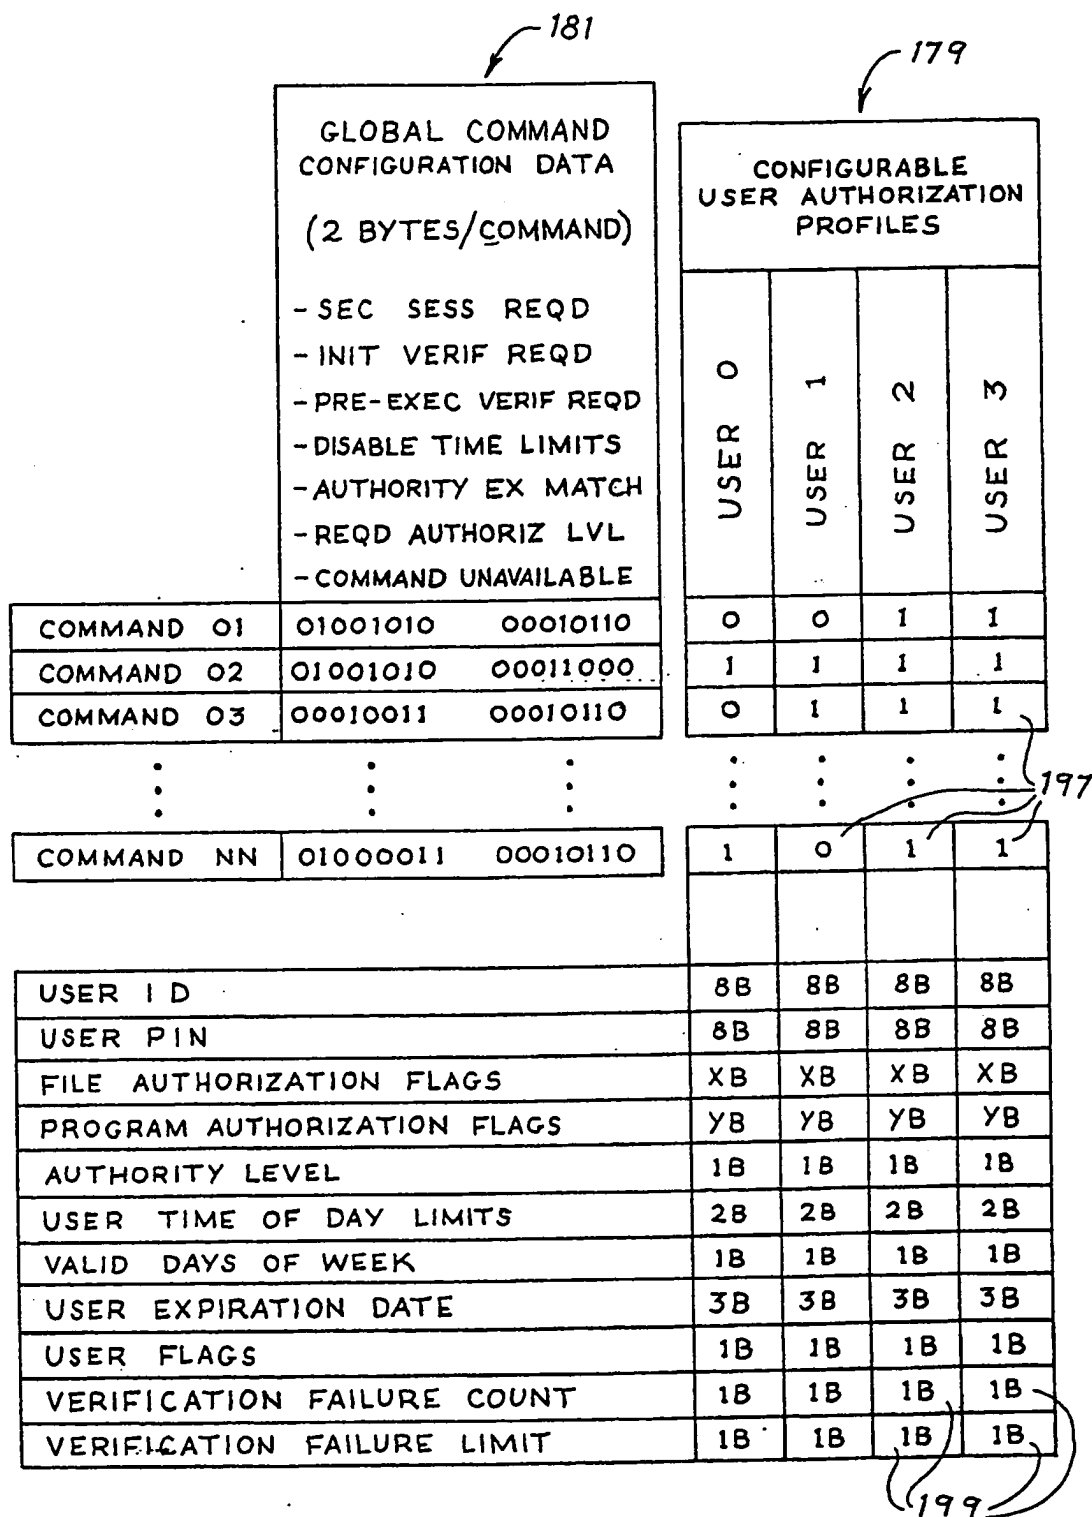 181
179
GLOBAL COMMAND
CONFIGURATION DATA
(2 BYTES/COMMAND)
- SEC SESS REQD
- INIT VERIF REQD
- PRE-EXEC VERIF REQD
- DISABLE TIME LIMITS
- AUTHORITY EX MATCH
- REQD AUTHORIZ LVL
- COMMAND UNAVAILABLE
CONFIGURABLE
USER AUTHORIZATION
PROFILES
USER 0
USER 1
USER 2
USER 3
COMMAND 01 01001010 00010110 0 0 1 1
COMMAND 02 01001010 00011000 1 1 1 1
COMMAND 03 00010011 00010110 0 1 1 1
197
COMMAND NN 01000011 00010110 1 0 1 1
USER ID 8B 8B 8B 8B
USER PIN 8B 8B 8B 8B
FILE AUTHORIZATION FLAGS XB XB XB XB
PROGRAM AUTHORIZATION FLAGS YB YB YB YB
AUTHORITY LEVEL 1B 1B 1B 1B
USER TIME OF DAY LIMITS 2B 2B 2B 2B
VALID DAYS OF WEEK 1B 1B 1B 1B
USER EXPIRATION DATE 3B 3B 3B 3B
USER FLAGS 1B 1B 1B 1B
VERIFICATION FAILURE COUNT 1B 1B 1B 1B
VERIFICATION FAILURE LIMIT 1B 1B 1B 1B
199